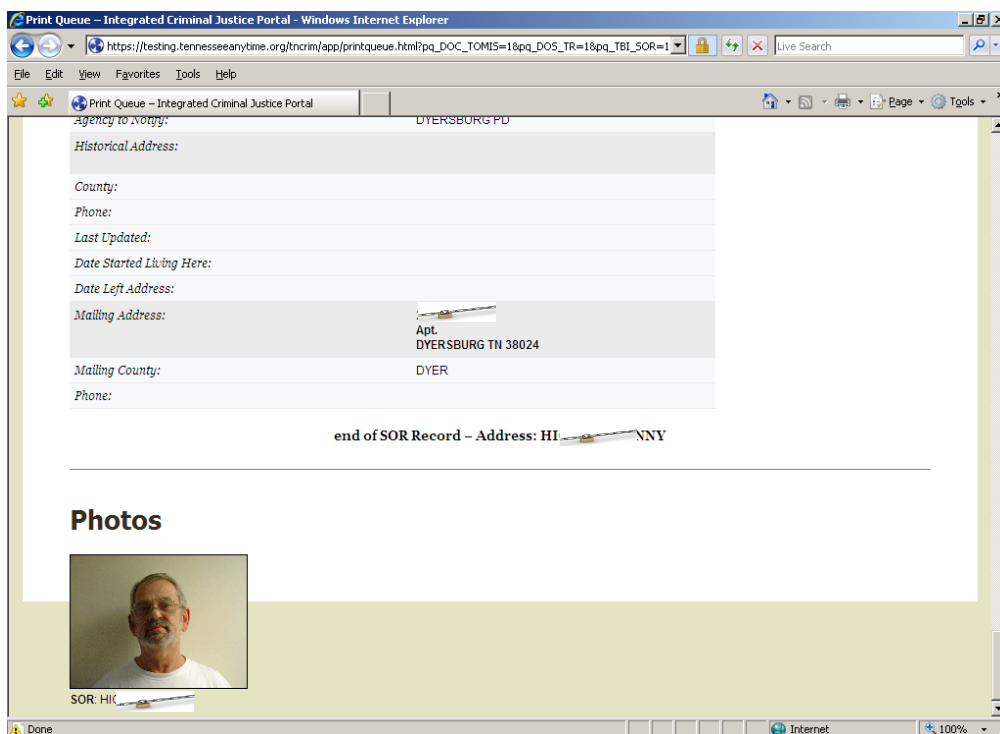 Print Queue – Integrated Criminal Justice Portal - Windows Internet Explorer
https://testing.tennesseeanytime.org/tncrim/app/printqueue.html?pq_DOC_TOMIS=1&pq_DOS_TR=1&pq_TBI_SOR=1
Live Search
File Edit View Favorites Tools Help
Print Queue – Integrated Criminal Justice Portal
Page Tools
Agency to Notify: DYERSBURG PD
Historical Address:
County:
Phone:
Last Updated:
Date Started Living Here:
Date Left Address:
Mailing Address:
Apt.
DYERSBURG TN 38024
Mailing County: DYER
Phone:
end of SOR Record – Address: HI NNY
Photos
SOR: HI
Done Internet 100%